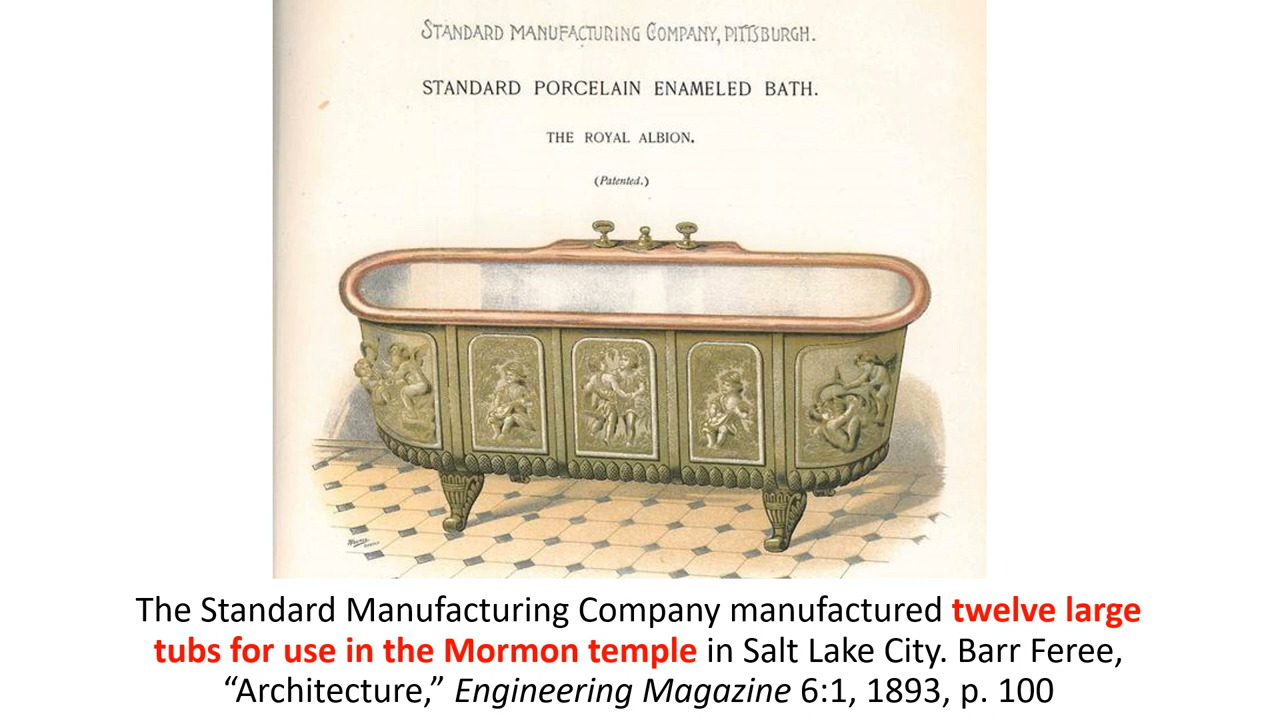 STANDARD MANUFACTURING COMPANY, PITTSBURGH.
STANDARD PORCELAIN ENAMELED BATH.
THE ROYAL ALBION.
(Patented.)
The Standard Manufacturing Company manufactured twelve large
tubs for use in the Mormon temple in Salt Lake City. Barr Feree,
“Architecture,” Engineering Magazine 6:1, 1893, p. 100